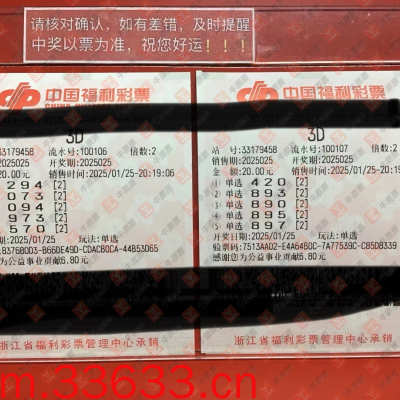 请核对确认,如有差错,及时提醒
中奖以票为准,祝您好运!!!
中国福利彩票
3D
33179458 流水号:100106 倍数:2
2025025 开奖期:2025025
20.00元 销售时间:2025/01/25-20:19:06
294 [2]
073 [2]
094 [2]
973 [2]
570 [2]
2025/01/25 玩法:单选
为公益事业贡献6.80元
浙江省福利彩票管理中心承销
中国福利彩票
3D
站 号:33179458 流水号:100107 倍数:2
销售期:2025025 开奖期:2025025
金 额:20.00元 销售时间:2025/01/25-20:19:
① 单选 420 [2]
② 单选 893 [2]
③ 单选 890 [2]
④ 单选 895 [2]
⑤ 单选 897 [2]
开奖日期:2025/01/25 玩法:单选
验票码:7513AAD2-E4A64B0C-7A77539C-C85D8339
感谢您为公益事业贡献6.80元
浙江省福利彩票管理中心承销
m.33633.cn